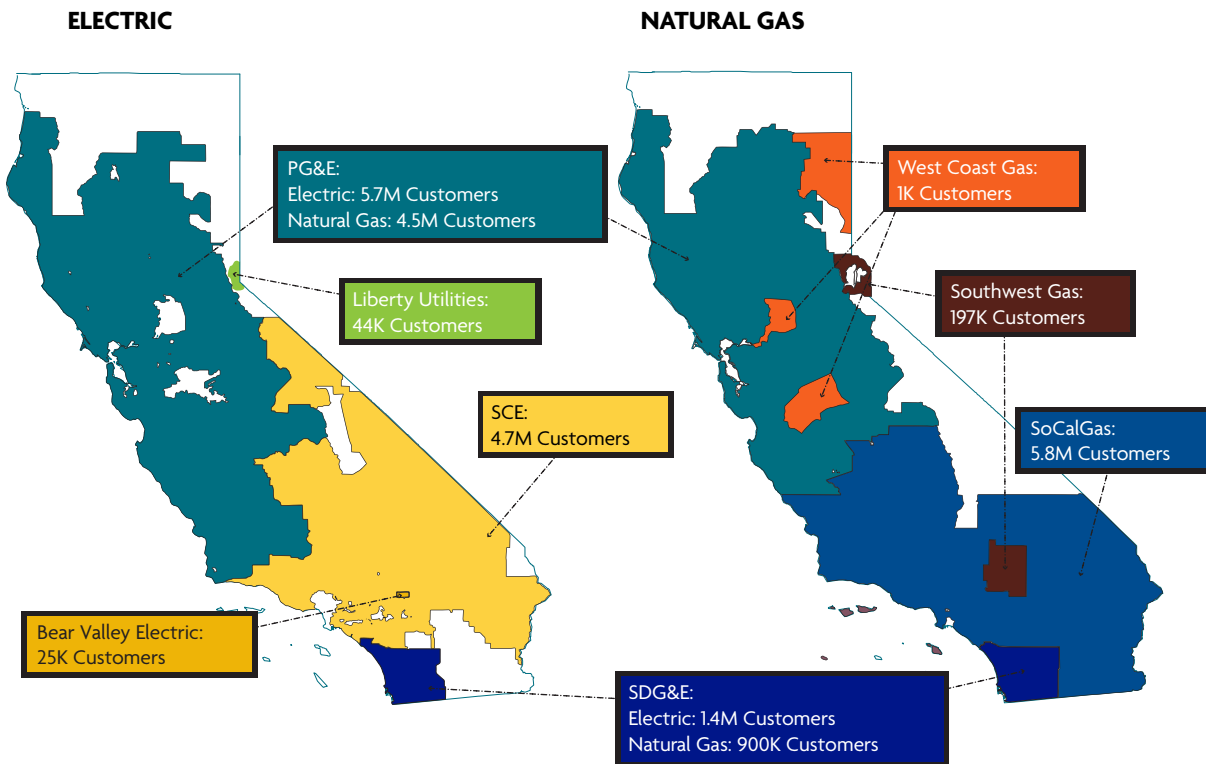 ELECTRIC
NATURAL GAS
PG&E:
Electric: 5.7M Customers
Natural Gas: 4.5M Customers
West Coast Gas:
1K Customers
Liberty Utilities:
44K Customers
Southwest Gas:
197K Customers
SCE:
4.7M Customers
SoCalGas:
5.8M Customers
Bear Valley Electric:
25K Customers
SDG&E:
Electric: 1.4M Customers
Natural Gas: 900K Customers